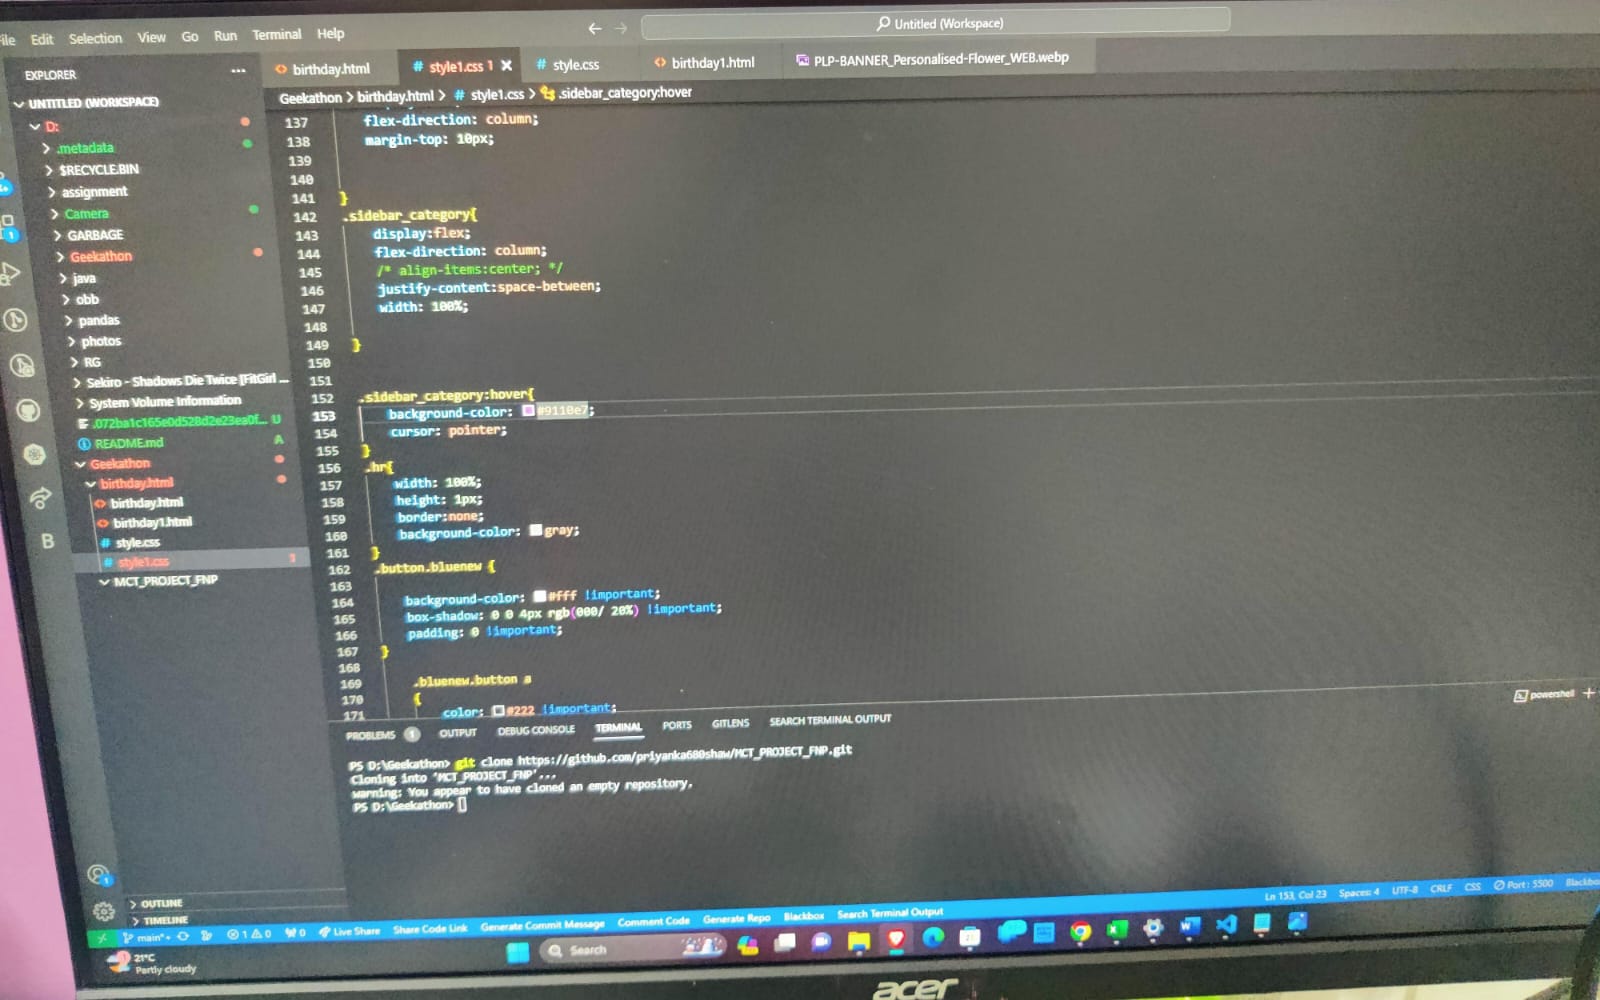 File Edit Selection View Go Run Terminal Help
Untitled (Workspace)
EXPLORER
birthday.html
style1.css 1
style.css
birthday1.html
PLP-BANNER_Personalised-Flower_WEB.webp
Geekathon > birthday.html > # style1.css > .sidebar_category:hover
UNTITLED (WORKSPACE)
D:
.metadata
$RECYCLE.BIN
assignment
Camera
GARBAGE
Geekathon
java
obb
pandas
photos
RG
Sekiro - Shadows Die Twice [FitGirl ...
System Volume Information
.072ba1c165e0d528d2e23ea0f... U
README.md A
Geekathon
birthday.html
birthday.html
birthday1.html
style.css
style1.css 1
MCT_PROJECT_FNP
OUTLINE
TIMELINE
137 flex-direction: column;
138 margin-top: 10px;
139
140
141 }
142 .sidebar_category{
143 display:flex;
144 flex-direction: column;
145 /* align-items:center; */
146 justify-content:space-between;
147 width: 100%;
148
149 }
150
151
152 .sidebar_category:hover{
153 background-color: #9110e7;
154 cursor: pointer;
155 }
156 .hr{
157 width: 100%;
158 height: 1px;
159 border:none;
160 background-color: gray;
161 }
162 .button.bluenew {
163
164 background-color: #fff !important;
165 box-shadow: 0 0 4px rgb(000/ 20%) !important;
166 padding: 0 !important;
167 }
168
169 .bluenew.button a
170 {
171 color: #222 !important;
PROBLEMS 1 OUTPUT DEBUG CONSOLE TERMINAL PORTS GITLENS SEARCH TERMINAL OUTPUT
powershell +
PS D:\Geekathon> git clone https://github.com/priyanka680shaw/MCT_PROJECT_FNP.git
Cloning into 'MCT_PROJECT_FNP'...
warning: You appear to have cloned an empty repository.
PS D:\Geekathon>
main*+ 1 0 0 Live Share Share Code Link Generate Commit Message Comment Code Generate Repo Blackbox Search Terminal Output
Ln 153, Col 23 Spaces: 4 UTF-8 CRLF CSS Port : 5500 Blackbox
21°C
Partly cloudy
Search
acer